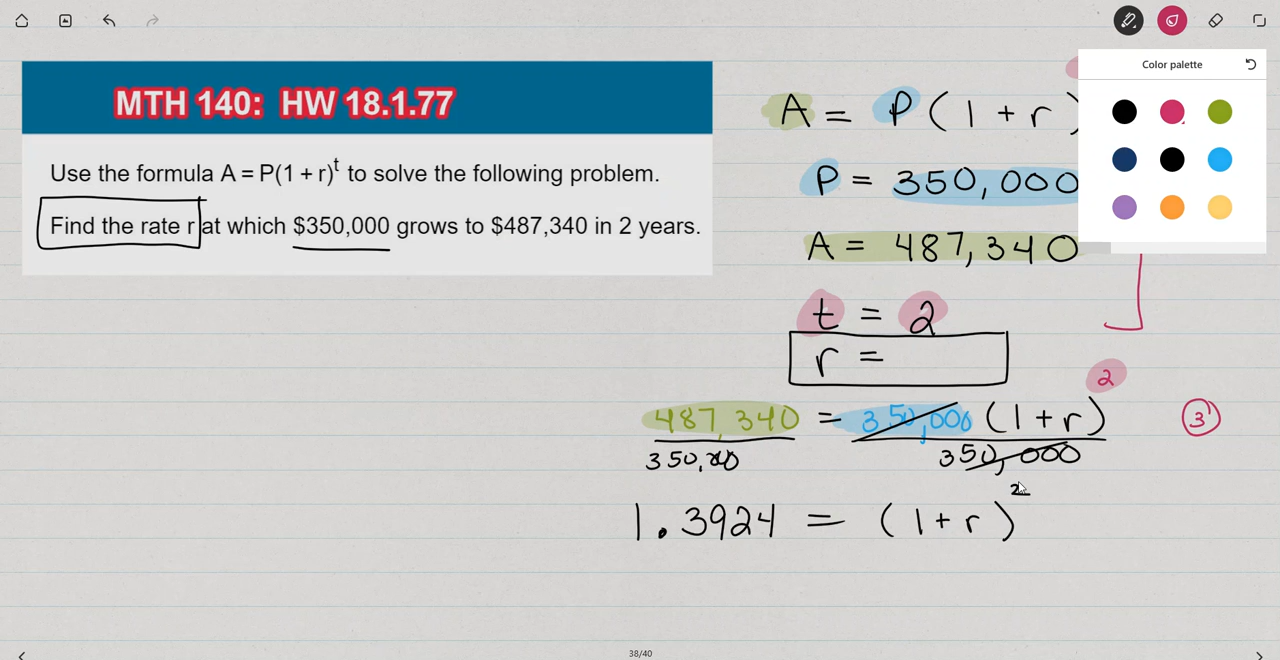 Color palette
MTH 140: HW 18.1.77
Use the formula A = P(1 + r)^t to solve the following problem.
Find the rate r at which $350,000 grows to $487,340 in 2 years.
A = P(1 + r)
P = 350,000
A = 487,340
t = 2
r =
487,340 = 350,000 (1 + r)^2
350,000 350,000
3
1.3924 = (1 + r)^2
38/40